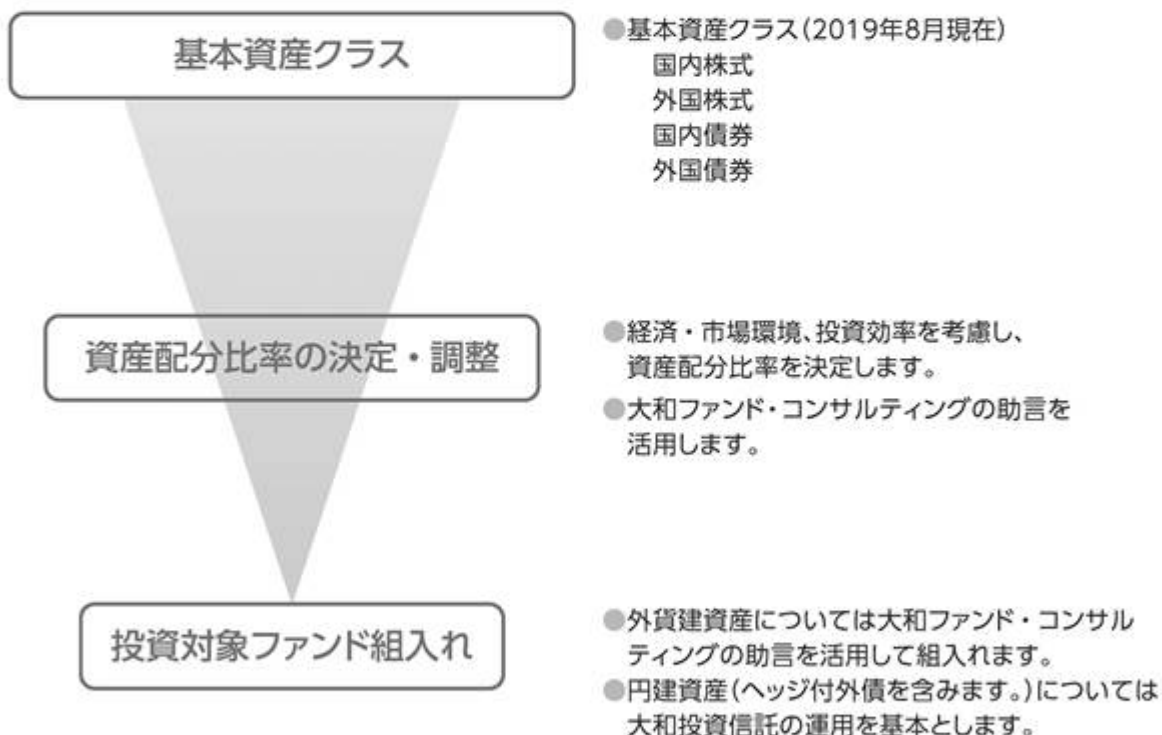 基本資産クラス
●基本資産クラス(2019年8月現在)
国内株式
外国株式
国内債券
外国債券
資産配分比率の決定・調整
●経済・市場環境、投資効率を考慮し、
資産配分比率を決定します。
●大和ファンド・コンサルティングの助言を
活用します。
投資対象ファンド組入れ
●外貨建資産については大和ファンド・コンサル
ティングの助言を活用して組入れます。
●円建資産(ヘッジ付外債を含みます。)については
大和投資信託の運用を基本とします。